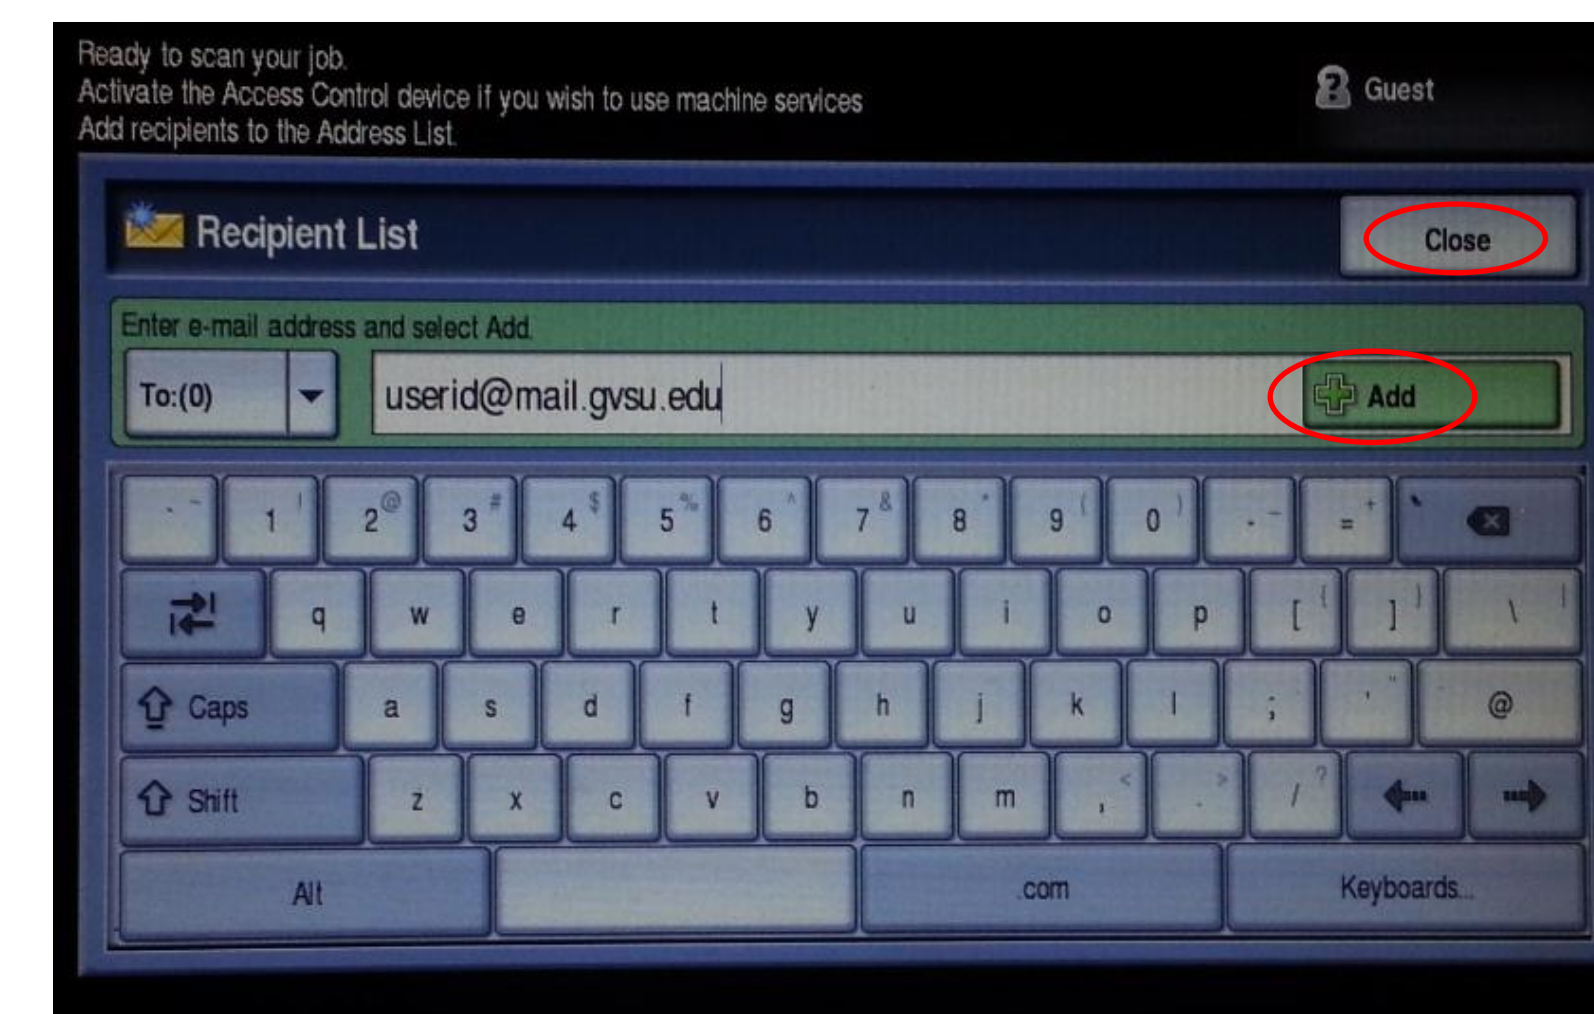 Ready to scan your job.
Activate the Access Control device if you wish to use machine services
Add recipients to the Address List.
Guest
Recipient List
Close
Enter e-mail address and select Add.
To:(0)
userid@mail.gvsu.edu
Add
` ~ 1 ! 2 @ 3 # 4 $ 5 % 6 ^ 7 & 8 * 9 ( 0 ) - _ = +
q w e r t y u i o p [ { ] } \ |
Caps a s d f g h j k l ; ' " @
Shift z x c v b n m , < . > / ?
Alt .com Keyboards...